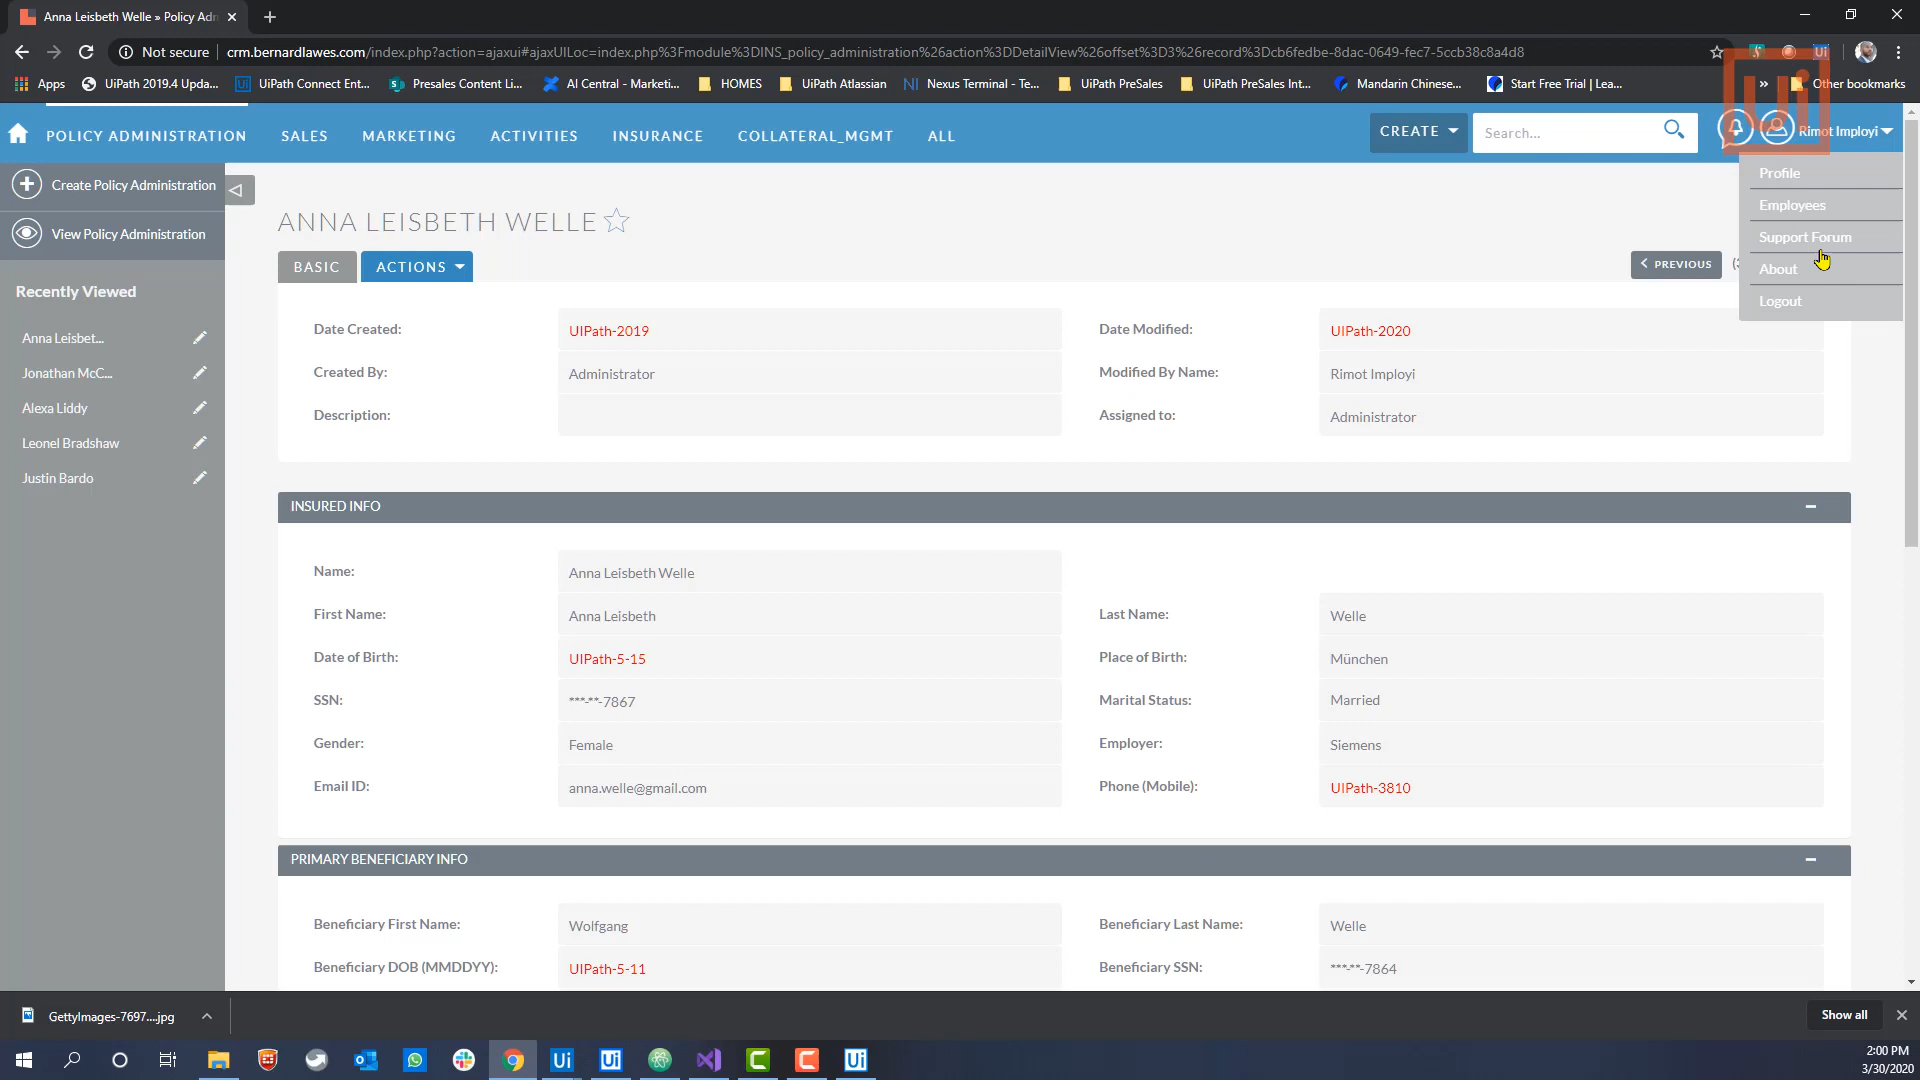 Anna Leisbeth Welle » Policy Adm
Not secure
crm.bernardlawes.com/index.php?action=ajaxui#ajaxUILoc=index.php%3Fmodule%3DINS_policy_administration%26action%3DDetailView%26offset%3D3%26record%3Dcb6fedbe-8dac-0649-fec7-5ccb38c8a4d8
Apps
UiPath 2019.4 Upda...
UiPath Connect Ent...
Presales Content Li...
AI Central - Marketi...
HOMES
UiPath Atlassian
Nexus Terminal - Te...
UiPath PreSales
UiPath PreSales Int...
Mandarin Chinese...
Start Free Trial | Lea...
»
Other bookmarks
POLICY ADMINISTRATION
SALES
MARKETING
ACTIVITIES
INSURANCE
COLLATERAL_MGMT
ALL
CREATE
Search...
Rimot Imployi
Profile
Employees
Support Forum
About
Logout
Create Policy Administration
View Policy Administration
Recently Viewed
Anna Leisbet...
Jonathan McC...
Alexa Liddy
Leonel Bradshaw
Justin Bardo
ANNA LEISBETH WELLE
BASIC
ACTIONS
PREVIOUS
Date Created: UIPath-2019
Date Modified: UIPath-2020
Created By: Administrator
Modified By Name: Rimot Imployi
Description:
Assigned to: Administrator
INSURED INFO
Name: Anna Leisbeth Welle
First Name: Anna Leisbeth
Last Name: Welle
Date of Birth: UIPath-5-15
Place of Birth: München
SSN: ***-**-7867
Marital Status: Married
Gender: Female
Employer: Siemens
Email ID: anna.welle@gmail.com
Phone (Mobile): UIPath-3810
PRIMARY BENEFICIARY INFO
Beneficiary First Name: Wolfgang
Beneficiary Last Name: Welle
Beneficiary DOB (MMDDYY): UIPath-5-11
Beneficiary SSN: ***-**-7864
GettyImages-7697....jpg
Show all
2:00 PM
3/30/2020